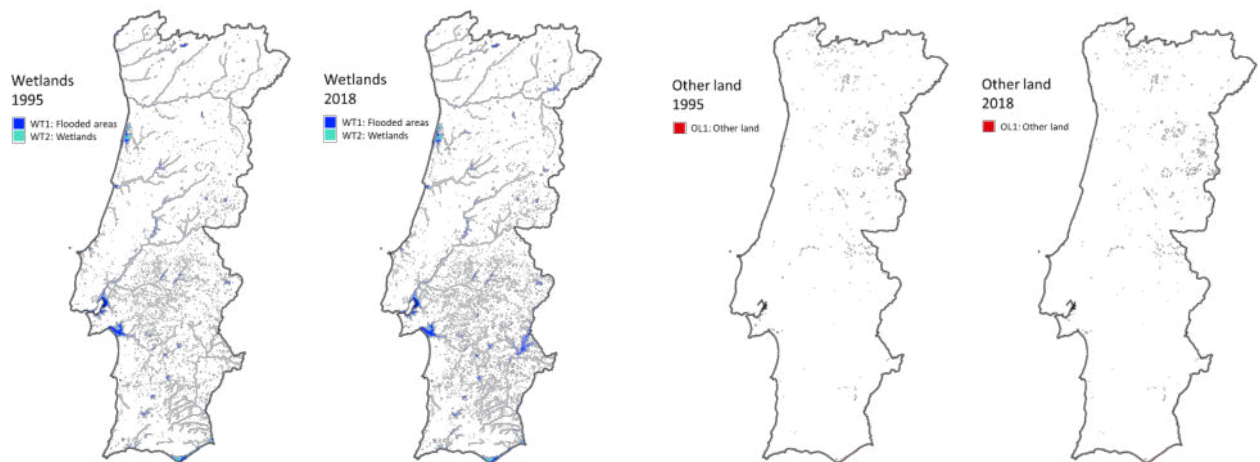 Wetlands
1995
WT1: Flooded areas
WT2: Wetlands
Wetlands
2018
WT1: Flooded areas
WT2: Wetlands
Other land
1995
OL1: Other land
Other land
2018
OL1: Other land